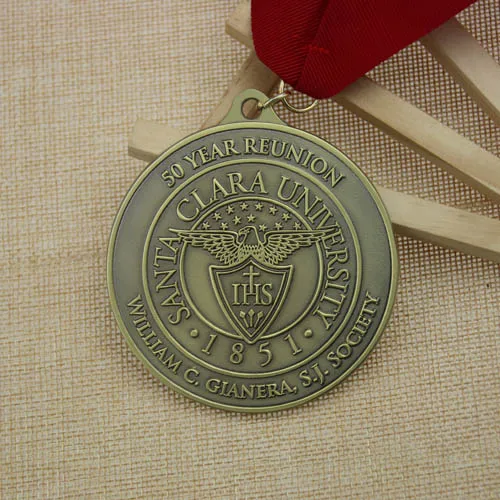 50 YEAR REUNION
SANTA CLARA UNIVERSITY
IHS
· 1851 ·
WILLIAM C. GIANERA, S.J. SOCIETY